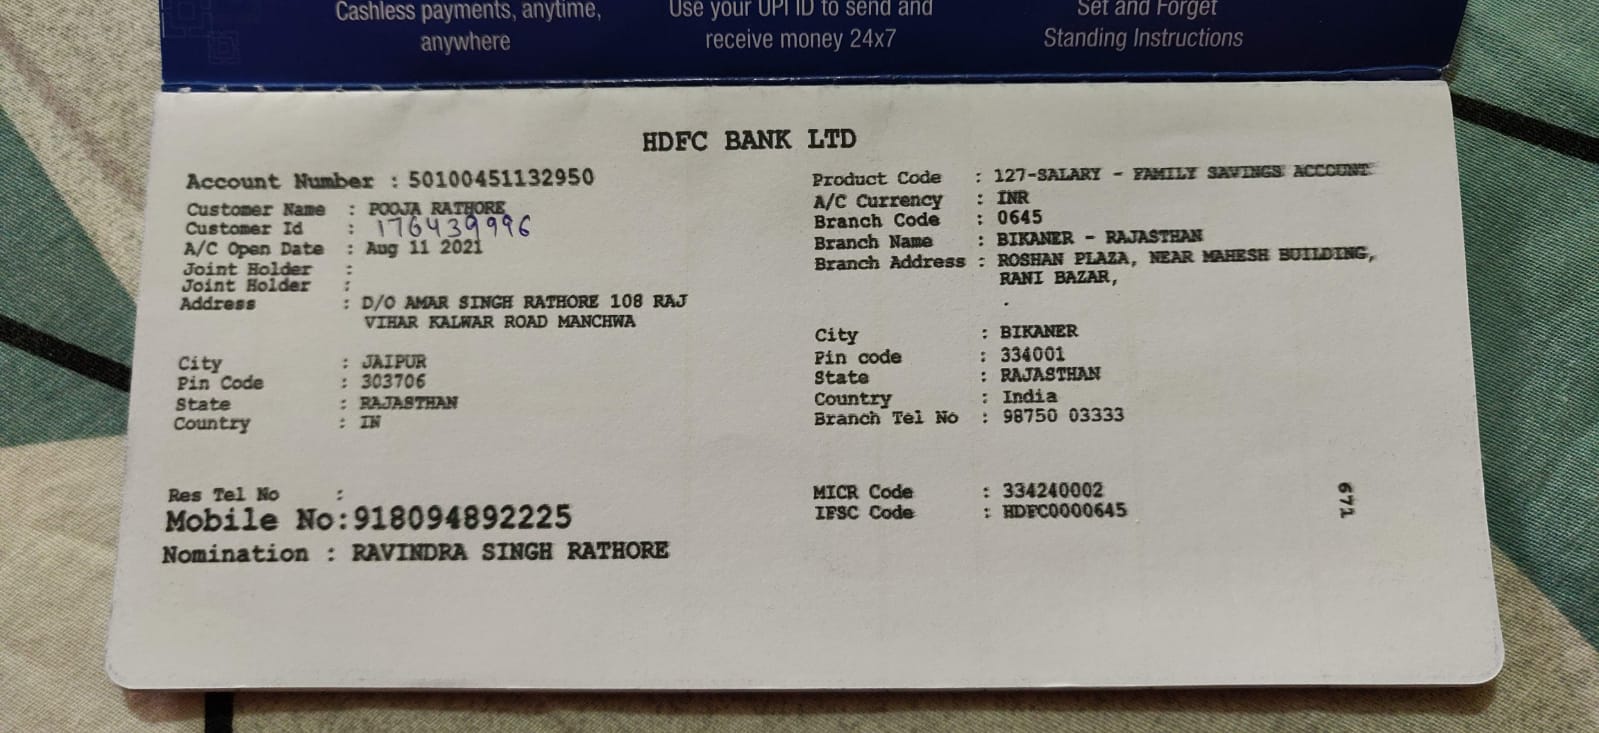 Cashless payments, anytime,
anywhere
Use your UPI ID to send and
receive money 24x7
Set and Forget
Standing Instructions
HDFC BANK LTD
Account Number : 50100451132950
Customer Name : POOJA RATHORE
Customer Id : 176439996
A/C Open Date : Aug 11 2021
Joint Holder :
Joint Holder :
Address : D/O AMAR SINGH RATHORE 108 RAJ
VIHAR KALWAR ROAD MANCHWA
City : JAIPUR
Pin Code : 303706
State : RAJASTHAN
Country : IN
Res Tel No :
Mobile No:918094892225
Nomination : RAVINDRA SINGH RATHORE
Product Code : 127-SALARY - FAMILY SAVINGS ACCOUNT
A/C Currency : INR
Branch Code : 0645
Branch Name : BIKANER - RAJASTHAN
Branch Address : ROSHAN PLAZA, NEAR MAHESH BUILDING,
RANI BAZAR,
.
City : BIKANER
Pin code : 334001
State : RAJASTHAN
Country : India
Branch Tel No : 98750 03333
MICR Code : 334240002
IFSC Code : HDFC0000645
671